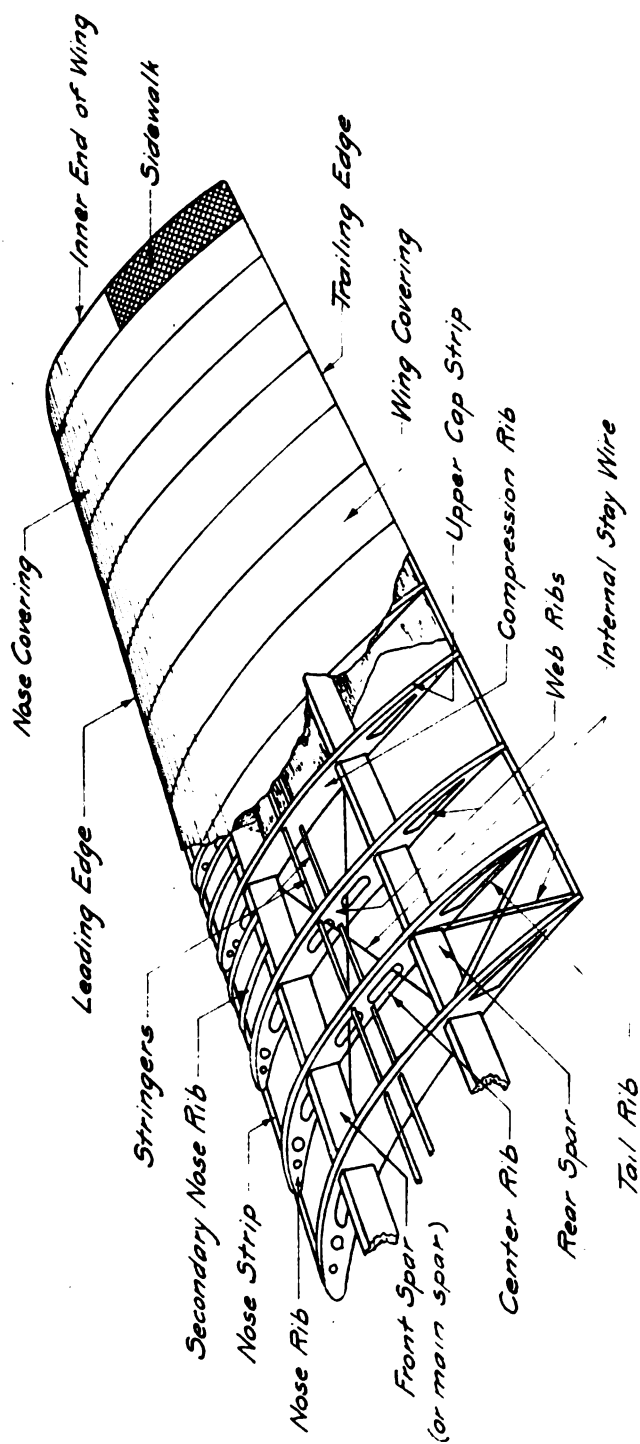 Nose Covering
Inner End of Wing
Sidewalk
Leading Edge
Trailing Edge
Wing Covering
Stringers
Upper Cap Strip
Secondary Nose Rib
Compression Rib
Nose Strip
Web Ribs
Nose Rib
Internal Stay Wire
Front Spar
(or main spar)
Center Rib
Rear Spar
Tail Rib